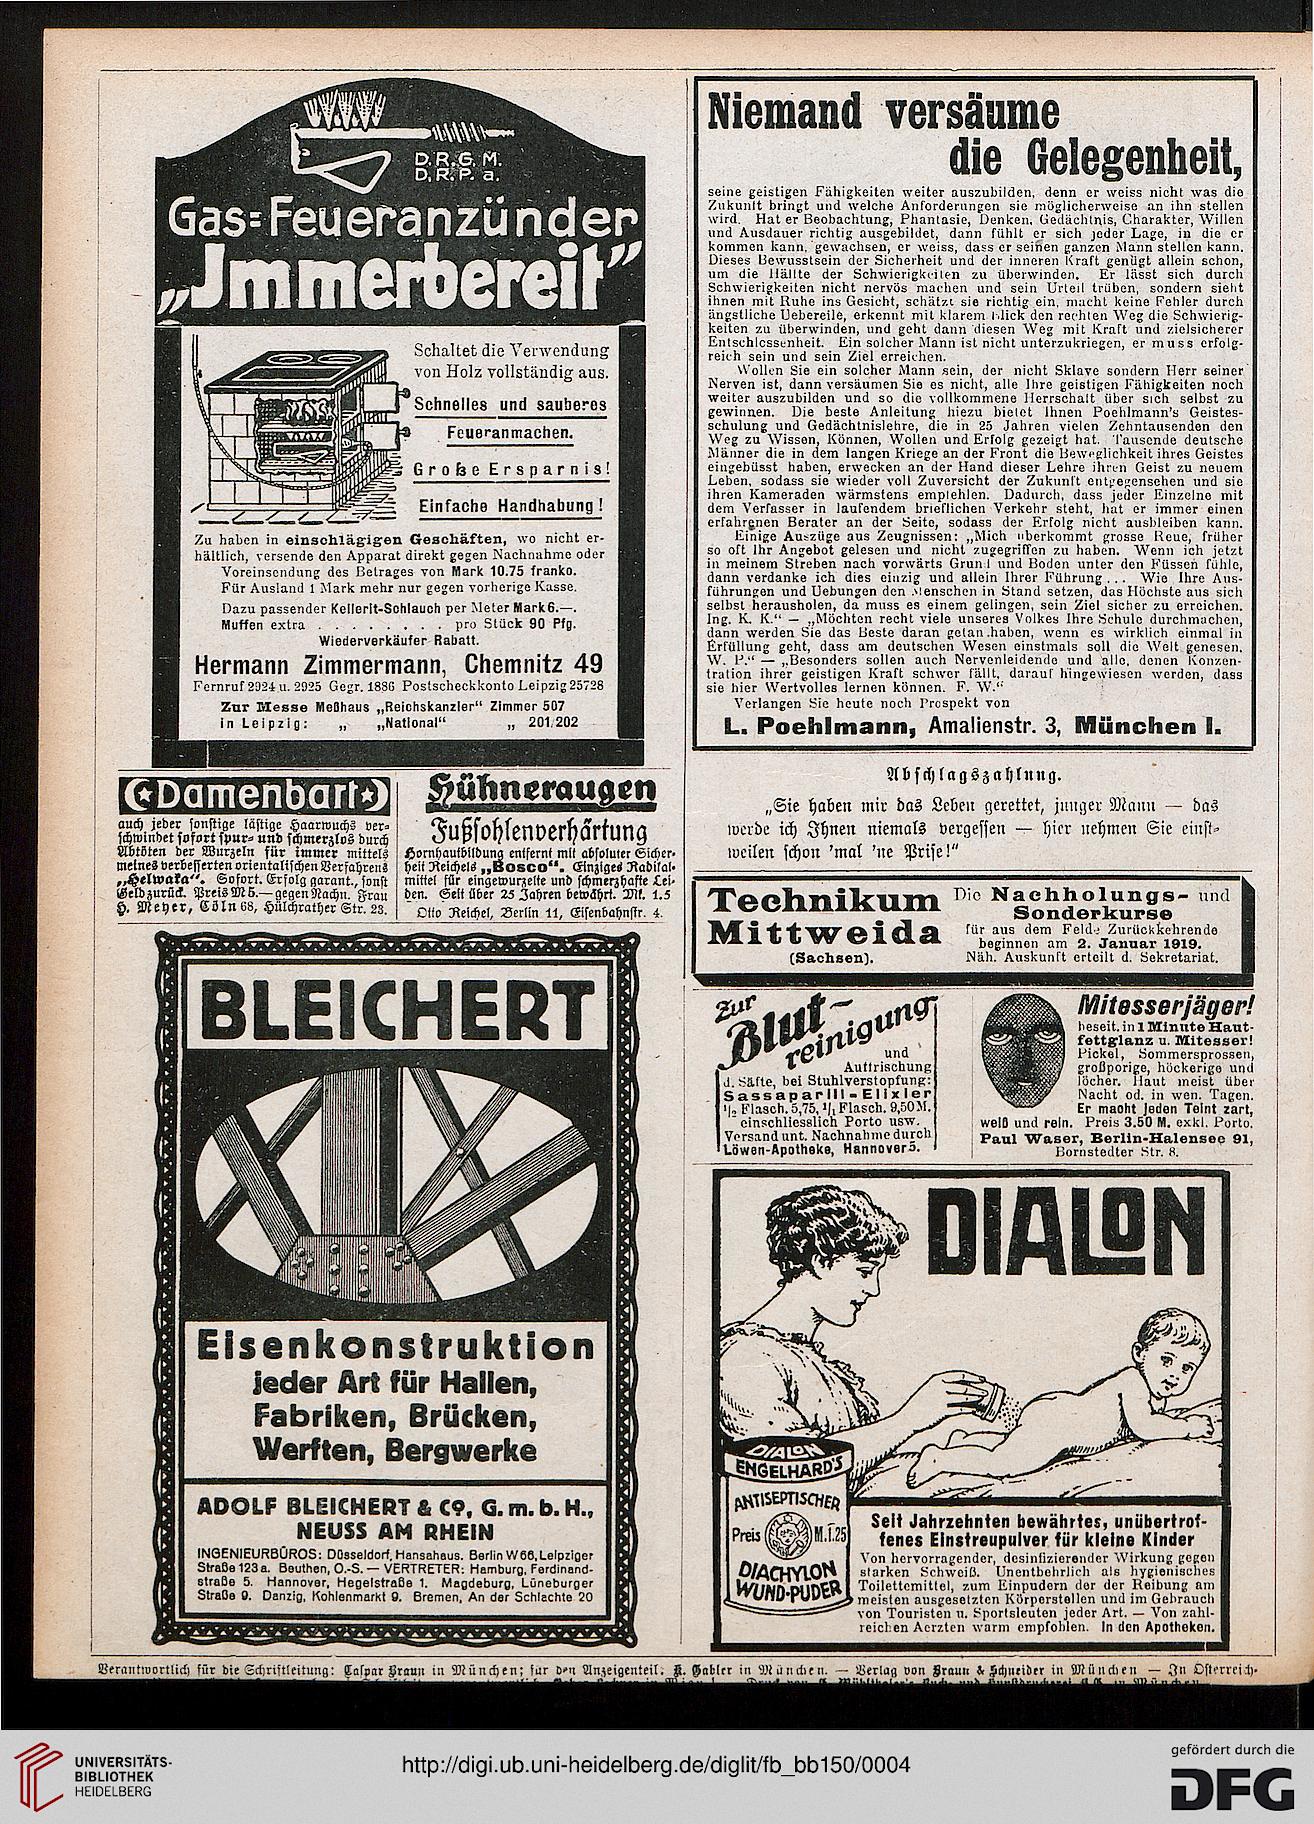 D.R.G.M.
D.R.P. a.
Gas-Feueranzünder
„Immerbereit“
Schaltet die Verwendung
von Holz vollständig aus.
Schnelles und sauberes
Feueranmachen.
Große Ersparnis!
Einfache Handhabung!
Zu haben in einschlägigen Geschäften, wo nicht er-
hältlich, versende den Apparat direkt gegen Nachnahme oder
Voreinsendung des Betrages von Mark 10.75 franko.
Für Ausland 1 Mark mehr nur gegen vorherige Kasse.
Dazu passender Kellerit-Schlauch per Meter Mark 6.—.
Muffen extra . . . . . . . . pro Stück 90 Pfg.
Wiederverkäufer Rabatt.
Hermann Zimmermann, Chemnitz 49
Fernruf 2924 u. 2925 Gegr. 1886 Postscheckkonto Leipzig 25728
Zur Messe Meßhaus „Reichskanzler“ Zimmer 507
in Leipzig: „ „National“ „ 201/202
Damenbart
auch jeder sonstige lästige Haarwuchs ver-
schwindet sofort spur- und schmerzlos durch
Abtöten der Wurzeln für immer mittels
meines verbesserten orientalischen Verfahrens
„Helwaka“. Sofort. Erfolg garant., sonst
Geld zurück. Preis M 5.— gegen Nachn. Frau
H. Meyer, Cöln 68, Hülchrather Str. 23.
Hühneraugen
Fußsohlenverhärtung
Hornhautbildung entfernt mit absoluter Sicher-
heit Reichels „Bosco“. Einziges Radikal-
mittel für eingewurzelte und schmerzhafte Lei-
den. Seit über 25 Jahren bewährt. Mk. 1.5
Otto Reichel, Berlin 11, Eisenbahnstr. 4.
BLEICHERT
Eisenkonstruktion
jeder Art für Hallen,
Fabriken, Brücken,
Werften, Bergwerke
ADOLF BLEICHERT & Co, G.m.b.H.,
NEUSS AM RHEIN
INGENIEURBÜROS: Düsseldorf, Hansahaus. Berlin W 66, Leipziger
Straße 123 a. Beuthen, O.-S. — VERTRETER: Hamburg, Ferdinand-
straße 5. Hannover, Hegelstraße 1. Magdeburg, Lüneburger
Straße 9. Danzig, Kohlenmarkt 9. Bremen, An der Schlachte 20
Niemand versäume
die Gelegenheit,
seine geistigen Fähigkeiten weiter auszubilden, denn er weiss nicht was die
Zukunft bringt und welche Anforderungen sie möglicherweise an ihn stellen
wird. Hat er Beobachtung, Phantasie, Denken, Gedächtnis, Charakter, Willen
und Ausdauer richtig ausgebildet, dann fühlt er sich jeder Lage, in die er
kommen kann, gewachsen, er weiss, dass er seinen ganzen Mann stellen kann.
Dieses Bewusstsein der Sicherheit und der inneren Kraft genügt allein schon,
um die Hälfte der Schwierigkeiten zu überwinden. Er lässt sich durch
Schwierigkeiten nicht nervös machen und sein Urteil trüben, sondern sieht
ihnen mit Ruhe ins Gesicht, schätzt sie richtig ein, macht keine Fehler durch
ängstliche Uebereile, erkennt mit klarem Blick den rechten Weg die Schwierig-
keiten zu überwinden, und geht dann diesen Weg mit Kraft und zielsicherer
Entschlossenheit. Ein solcher Mann ist nicht unterzukriegen, er muss erfolg-
reich sein und sein Ziel erreichen.
Wollen Sie ein solcher Mann sein, der nicht Sklave sondern Herr seiner
Nerven ist, dann versäumen Sie es nicht, alle Ihre geistigen Fähigkeiten noch
weiter auszubilden und so die vollkommene Herrschaft über sich selbst zu
gewinnen. Die beste Anleitung hiezu bietet Ihnen Poehlmann's Geistes-
schulung und Gedächtnislehre, die in 25 Jahren vielen Zehntausenden den
Weg zu Wissen, Können, Wollen und Erfolg gezeigt hat. Tausende deutsche
Männer die in dem langen Kriege an der Front die Beweglichkeit ihres Geistes
eingebüsst haben, erwecken an der Hand dieser Lehre ihren Geist zu neuem
Leben, sodass sie wieder voll Zuversicht der Zukunft entgegensehen und sie
ihren Kameraden wärmstens empfehlen. Dadurch, dass jeder Einzelne mit
dem Verfasser in laufendem brieflichen Verkehr steht, hat er immer einen
erfahrenen Berater an der Seite, sodass der Erfolg nicht ausbleiben kann.
Einige Auszüge aus Zeugnissen: „Mich überkommt grosse Reue, früher
so oft Ihr Angebot gelesen und nicht zugegriffen zu haben. Wenn ich jetzt
in meinem Streben nach vorwärts Grund und Boden unter den Füssen fühle,
dann verdanke ich dies einzig und allein Ihrer Führung ... Wie Ihre Aus-
führungen und Uebungen den Menschen in Stand setzen, das Höchste aus sich
selbst herausholen, da muss es einem gelingen, sein Ziel sicher zu erreichen.
Ing. K. K.“ — „Möchten recht viele unseres Volkes Ihre Schule durchmachen,
dann werden Sie das Beste daran getan haben, wenn es wirklich einmal in
Erfüllung geht, dass am deutschen Wesen einstmals soll die Welt genesen.
W. P.“ — „Besonders sollen auch Nervenleidende und alle, denen Konzen-
tration ihrer geistigen Kraft schwer fällt, darauf hingewiesen werden, dass
sie hier Wertvolles lernen können. F. W.“
Verlangen Sie heute noch Prospekt von
L. Poehlmann, Amalienstr. 3, München I.
Abschlagszahlung.
„Sie haben mir das Leben gerettet, junger Mann — das
werde ich Ihnen niemals vergessen — hier nehmen Sie einst-
weilen schon 'mal 'ne Prise!“
Technikum
Mittweida
(Sachsen).
Die Nachholungs- und
Sonderkurse
für aus dem Felde Zurückkehrende
beginnen am 2. Januar 1919.
Näh. Auskunft erteilt d. Sekretariat.
Zur
Blut-
reinigung
und
Auffrischung
d. Säfte, bei Stuhlverstopfung:
Sassaparill-Elixier
1/2 Flasch. 5,75, 1/1 Flasch. 9,50 M.
einschliesslich Porto usw.
Versand unt. Nachnahme durch
Löwen-Apotheke, Hannover 5.
Mitesserjäger!
beseit. in 1 Minute Haut-
fettglanz u. Mitesser!
Pickel, Sommersprossen,
großporige, höckerige und
löcher. Haut meist über
Nacht od. in wen. Tagen.
Er macht jeden Teint zart,
weiß und rein. Preis 3.50 M. exkl. Porto.
Paul Waser, Berlin-Halensee 91,
Bornstedter Str. 8.
DIALON
DIALON
ENGELHARD'S
ANTISEPTISCHER
Preis M. 1.25
DIACHYLON
WUND-PUDER
Seit Jahrzehnten bewährtes, unübertrof-
fenes Einstreupulver für kleine Kinder
Von hervorragender, desinfizierender Wirkung gegen
starken Schweiß. Unentbehrlich als hygienisches
Toilettemittel, zum Einpudern der der Reibung am
meisten ausgesetzten Körperstellen und im Gebrauch
von Touristen u. Sportsleuten jeder Art. — Von zahl-
reichen Aerzten warm empfohlen. In den Apotheken.
Verantwortlich für die Schriftleitung: Caspar Braun in München; für den Anzeigenteil: K. Gabler in München. — Verlag von Braun & Schneider in München — In Österreich-
UNIVERSITÄTS-
BIBLIOTHEK
HEIDELBERG
http://digi.ub.uni-heidelberg.de/diglit/fb_bb150/0004
gefördert durch die
DFG